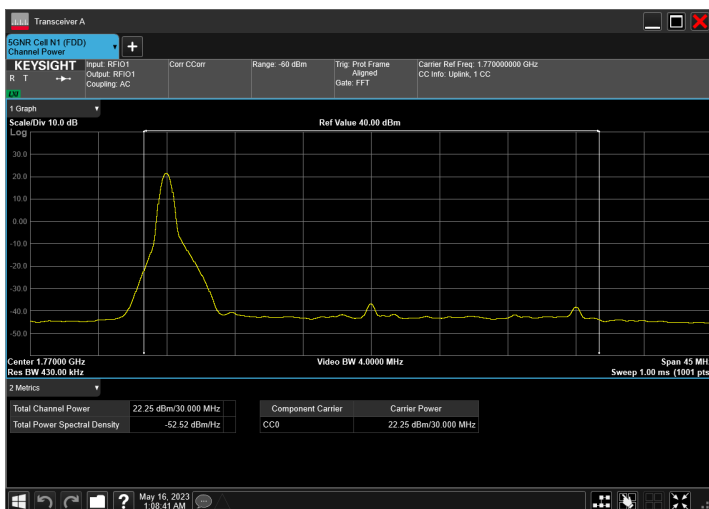 Transceiver A
5GNR Cell N1 (FDD)
Channel Power
KEYSIGHT
R T
LXI
Input: RFIO1
Output: RFIO1
Coupling: AC
Corr CCorr
Range: -60 dBm
Trig: Prot Frame
Aligned
Gate: FFT
Carrier Ref Freq: 1.770000000 GHz
CC Info: Uplink, 1 CC
1 Graph
Scale/Div 10.0 dB
Ref Value 40.00 dBm
Log
30.0
20.0
10.0
0.00
-10.0
-20.0
-30.0
-40.0
-50.0
Center 1.77000 GHz
Video BW 4.0000 MHz
Span 45 MHz
Res BW 430.00 kHz
Sweep 1.00 ms (1001 pts)
2 Metrics
Total Channel Power 22.25 dBm/30.000 MHz
Total Power Spectral Density -52.52 dBm/Hz
Component Carrier Carrier Power
CC0 22.25 dBm/30.000 MHz
?
May 16, 2023
1:08:41 AM